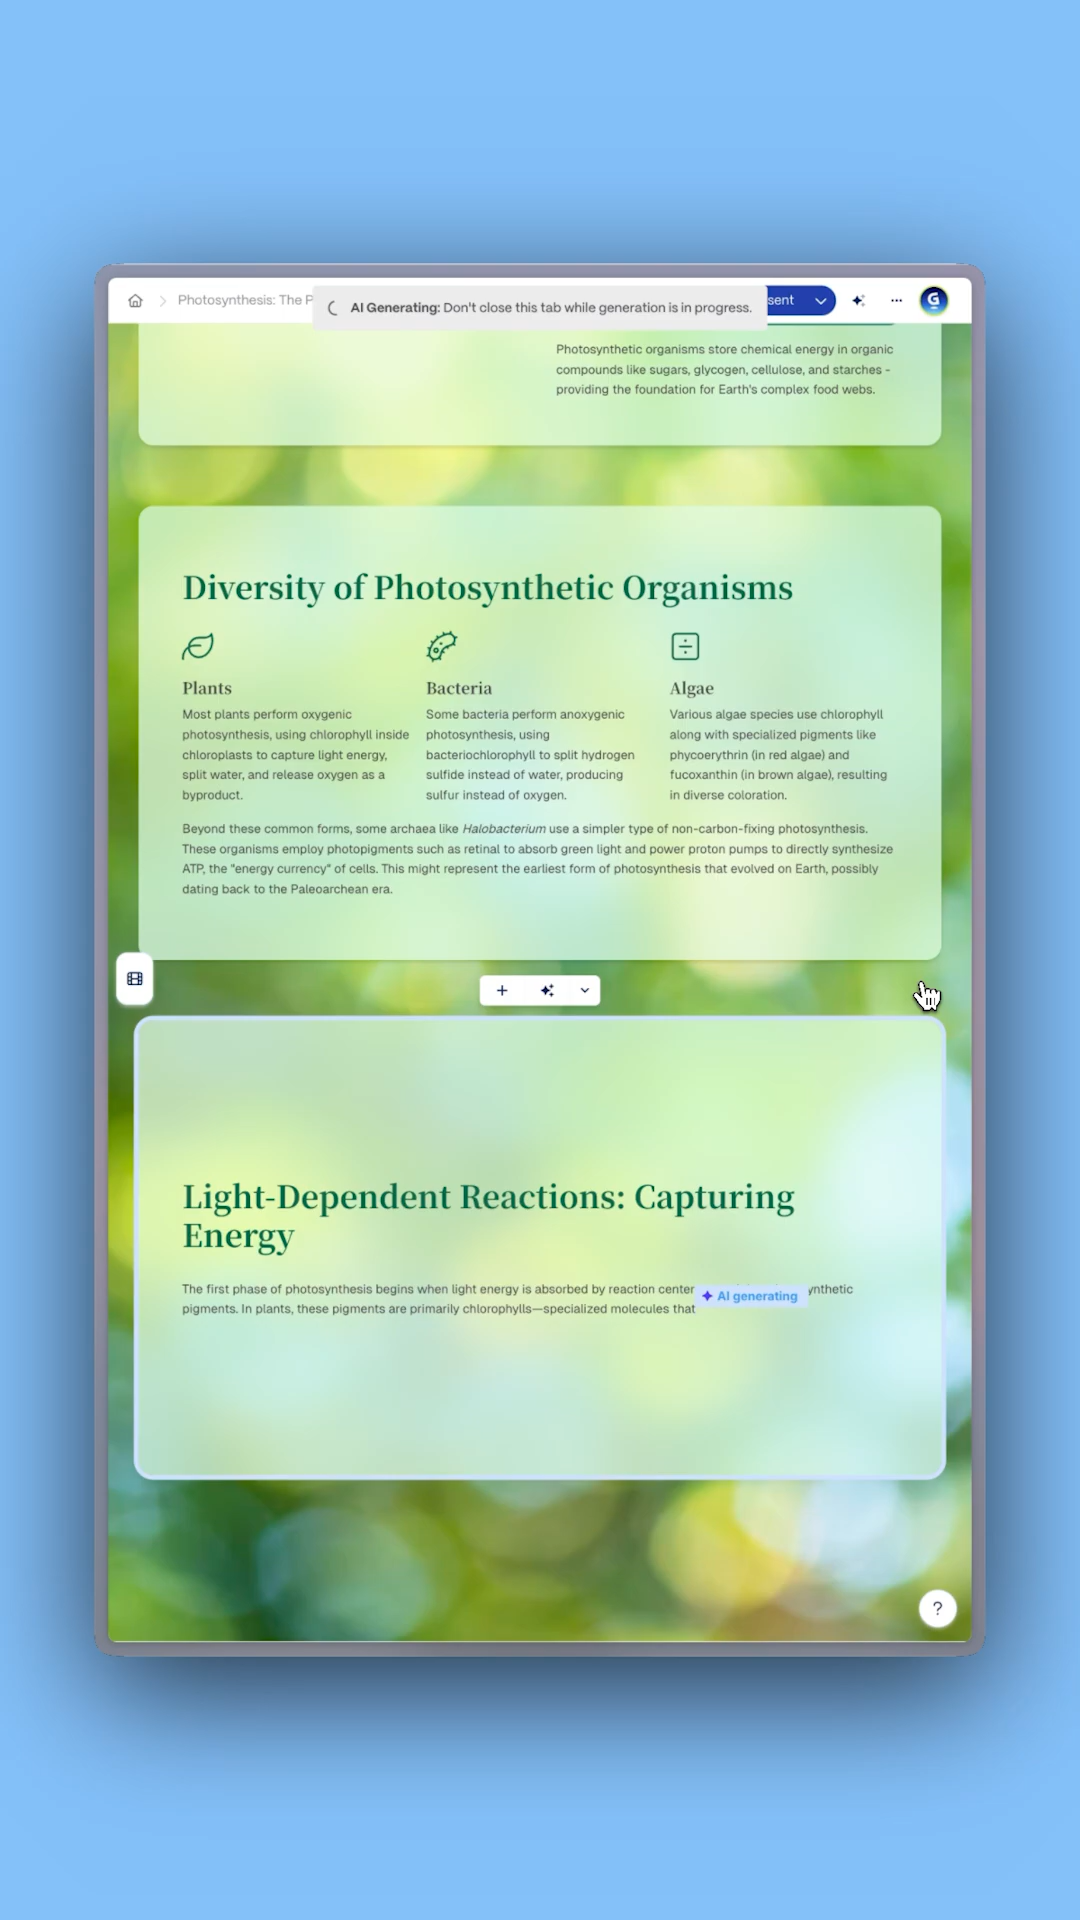 Photosynthesis: The P
AI Generating: Don't close this tab while generation is in progress.
sent
G
Photosynthetic organisms store chemical energy in organic
compounds like sugars, glycogen, cellulose, and starches -
providing the foundation for Earth's complex food webs.
Diversity of Photosynthetic Organisms
Plants
Most plants perform oxygenic
photosynthesis, using chlorophyll inside
chloroplasts to capture light energy,
split water, and release oxygen as a
byproduct.
Bacteria
Some bacteria perform anoxygenic
photosynthesis, using
bacteriochlorophyll to split hydrogen
sulfide instead of water, producing
sulfur instead of oxygen.
Algae
Various algae species use chlorophyll
along with specialized pigments like
phycoerythrin (in red algae) and
fucoxanthin (in brown algae), resulting
in diverse coloration.
Beyond these common forms, some archaea like Halobacterium use a simpler type of non-carbon-fixing photosynthesis.
These organisms employ photopigments such as retinal to absorb green light and power proton pumps to directly synthesize
ATP, the "energy currency" of cells. This might represent the earliest form of photosynthesis that evolved on Earth, possibly
dating back to the Paleoarchean era.
Light-Dependent Reactions: Capturing
Energy
The first phase of photosynthesis begins when light energy is absorbed by reaction center ynthetic
AI generating
pigments. In plants, these pigments are primarily chlorophylls—specialized molecules that
?